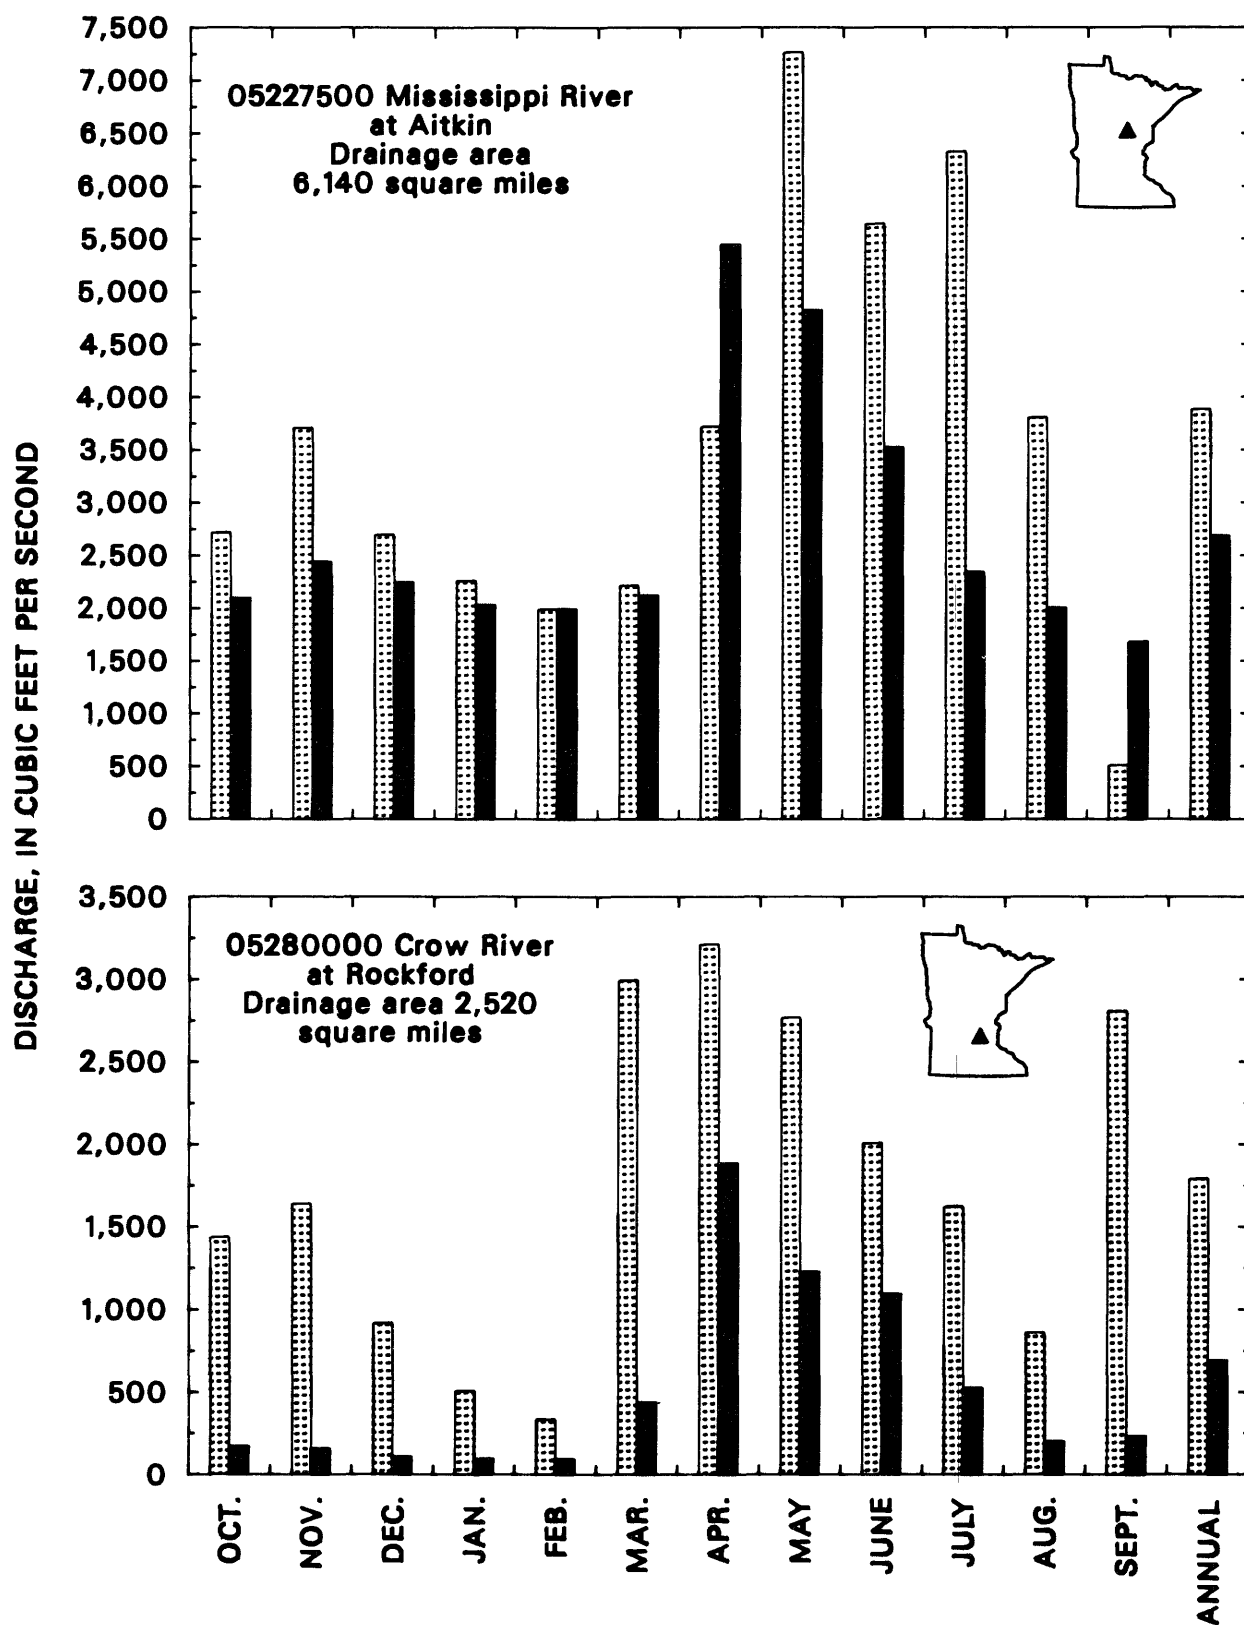 DISCHARGE, IN CUBIC FEET PER SECOND
7,500
7,000
6,500
6,000
5,500
5,000
4,500
4,000
3,500
3,000
2,500
2,000
1,500
1,000
500
0
05227500 Mississippi River
at Aitkin
Drainage area
6,140 square miles
3,500
3,000
2,500
2,000
1,500
1,000
500
0
05280000 Crow River
at Rockford
Drainage area 2,520
square miles
OCT.
NOV.
DEC.
JAN.
FEB.
MAR.
APR.
MAY
JUNE
JULY
AUG.
SEPT.
ANNUAL